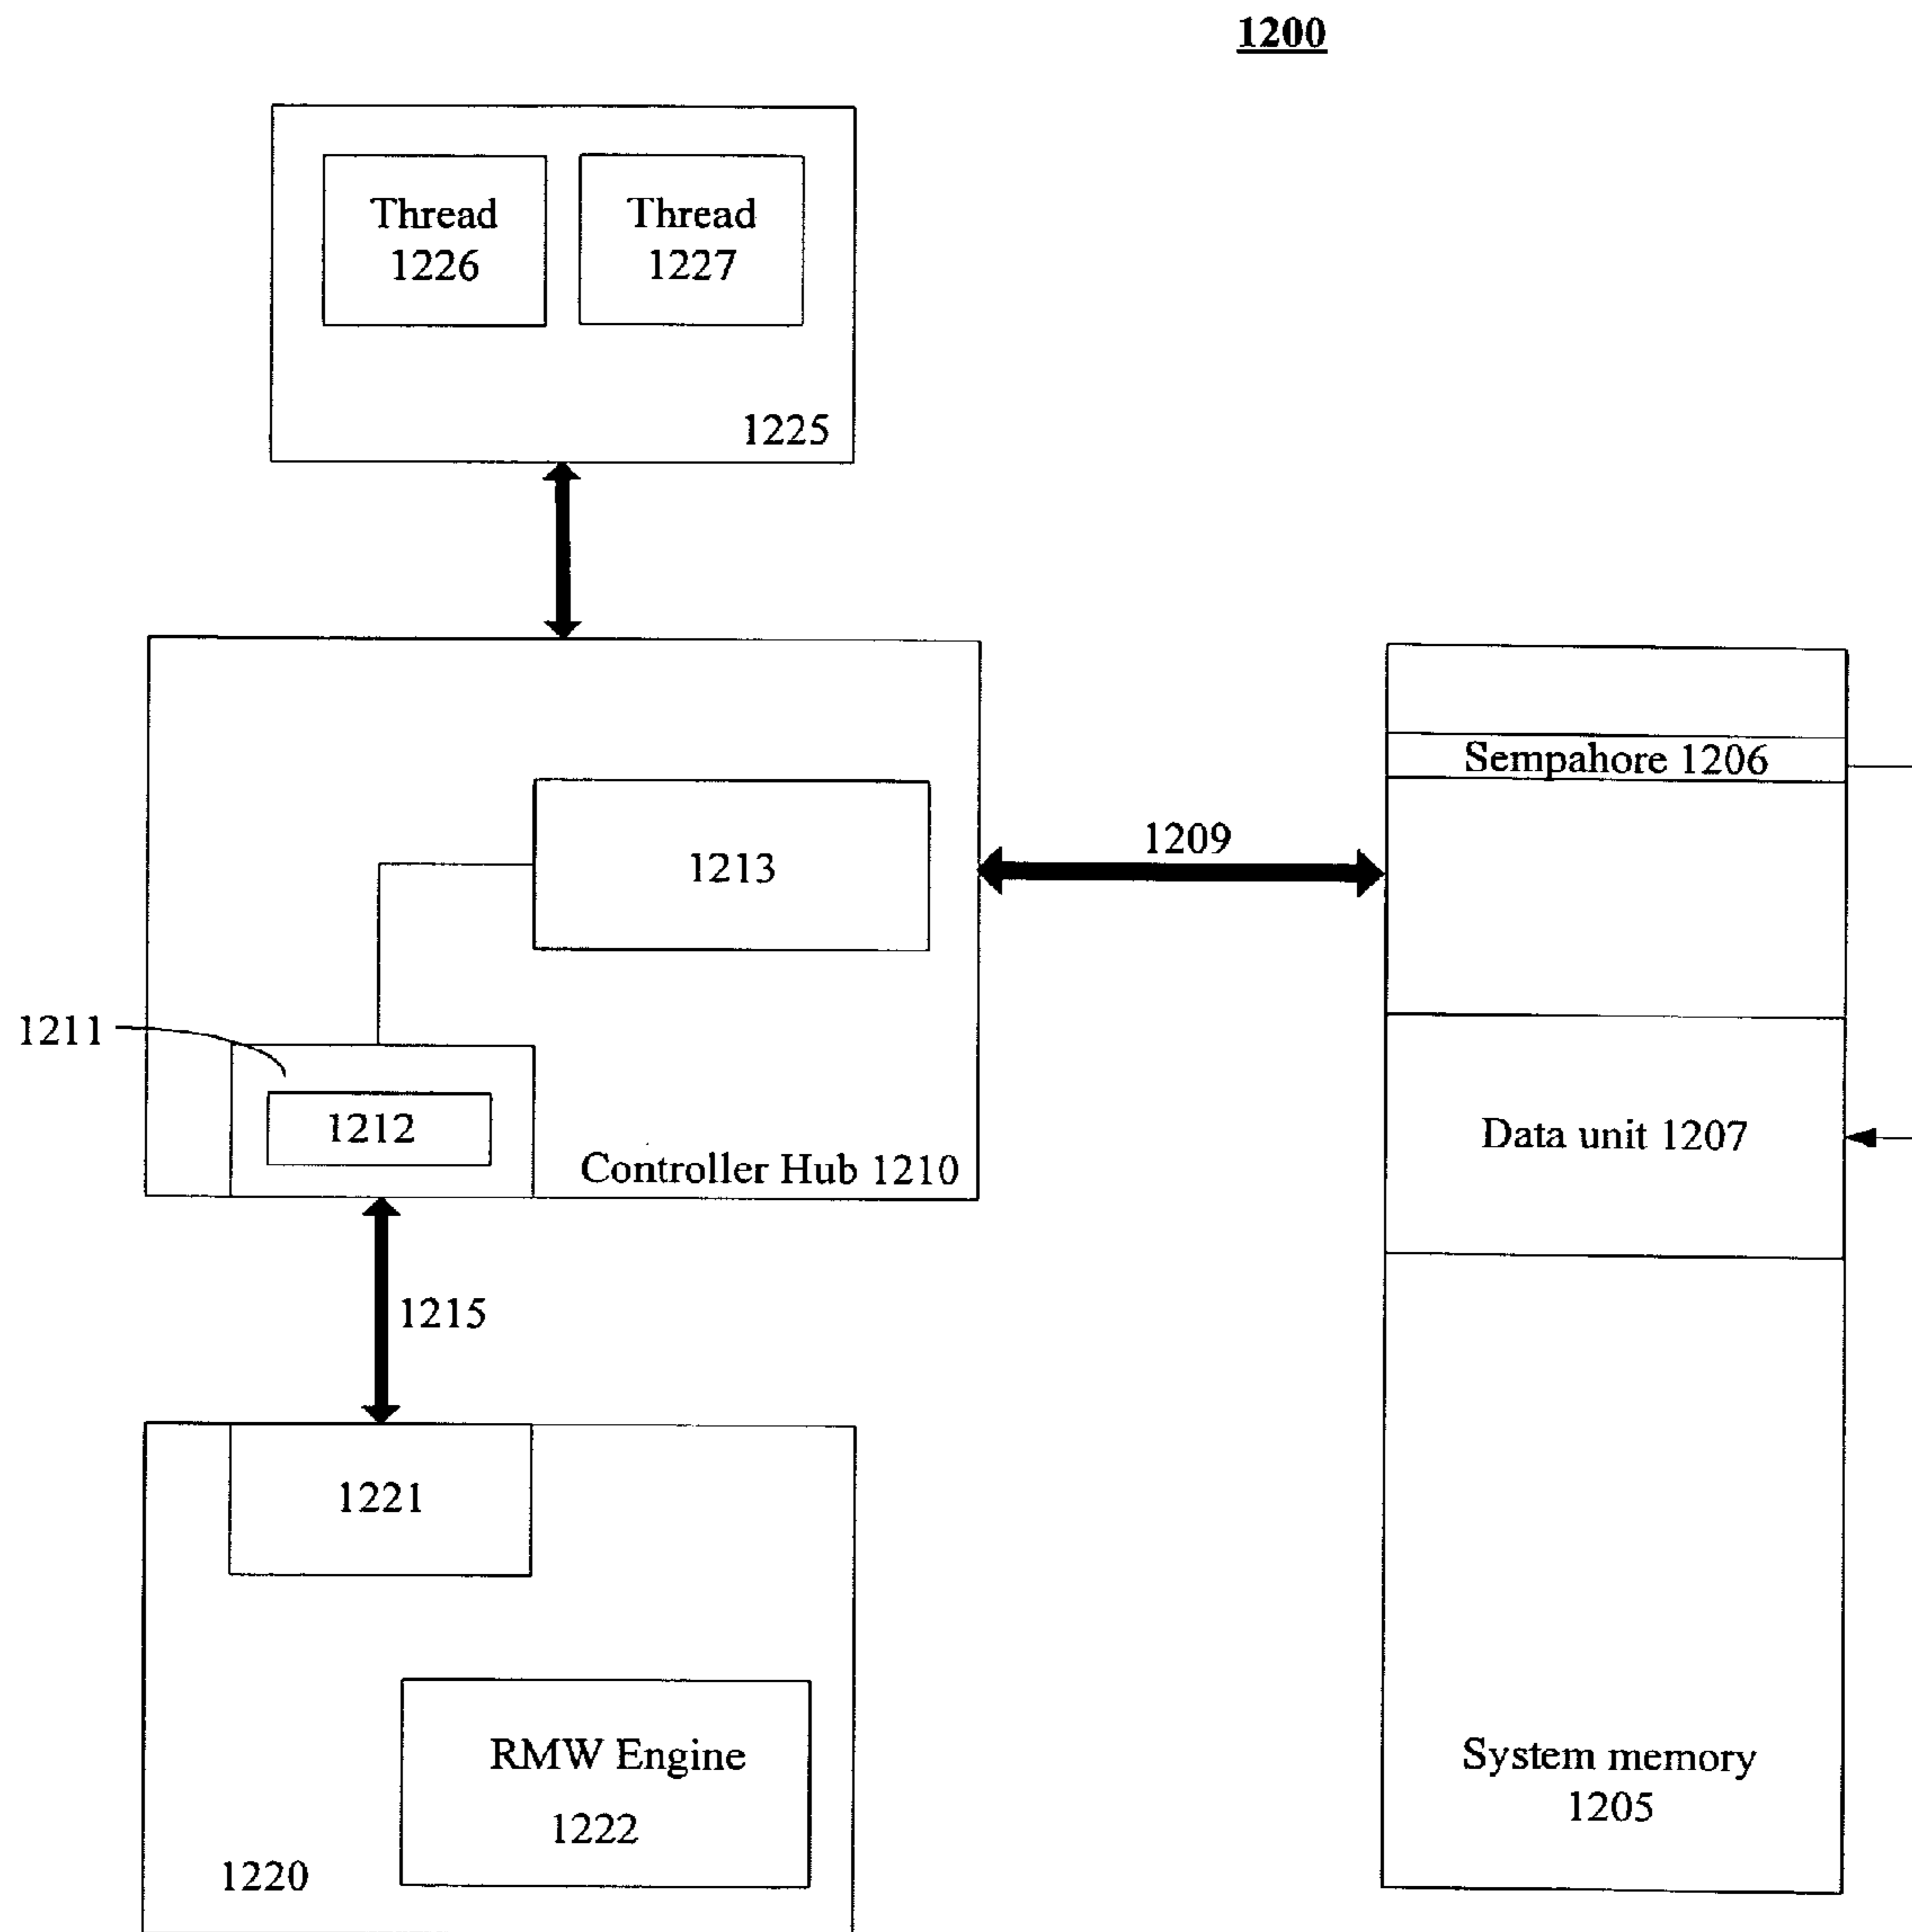 1200
Thread
1226
Thread
1227
1225
Sempahore 1206
1209
1213
1211
1212
Controller Hub 1210
Data unit 1207
1215
1221
RMW Engine
1222
System memory
1205
1220